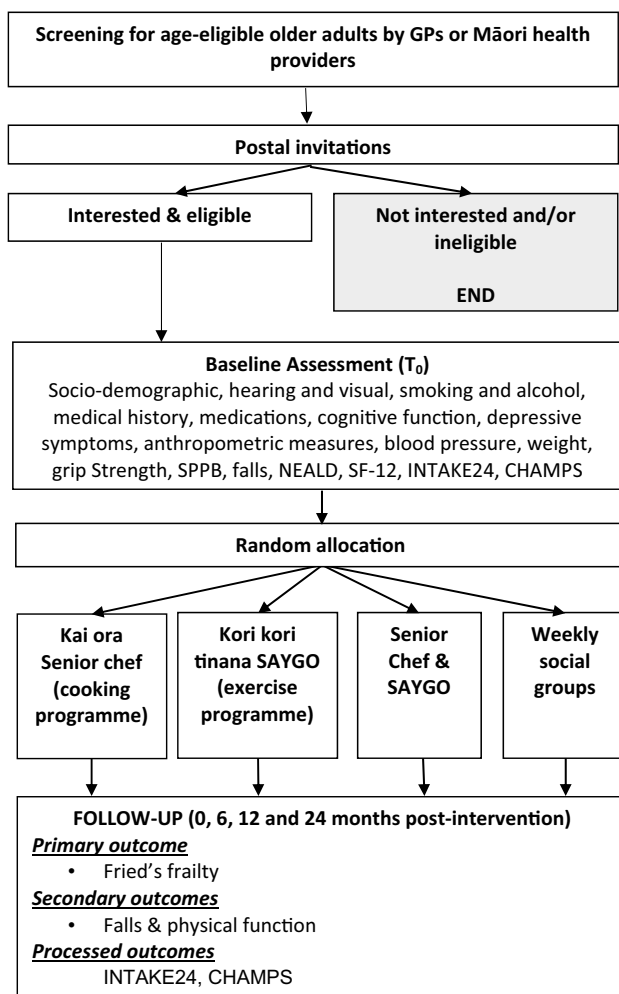 Screening for age-eligible older adults by GPs or Māori health
providers
Postal invitations
Interested & eligible
Not interested and/or
ineligible
END
Baseline Assessment (T₀)
Socio-demographic, hearing and visual, smoking and alcohol,
medical history, medications, cognitive function, depressive
symptoms, anthropometric measures, blood pressure, weight,
grip Strength, SPPB, falls, NEALD, SF-12, INTAKE24, CHAMPS
Random allocation
Kai ora
Senior chef
(cooking
programme)
Kori kori
tinana SAYGO
(exercise
programme)
Senior
Chef &
SAYGO
Weekly
social
groups
FOLLOW-UP (0, 6, 12 and 24 months post-intervention)
Primary outcome
• Fried's frailty
Secondary outcomes
• Falls & physical function
Processed outcomes
INTAKE24, CHAMPS